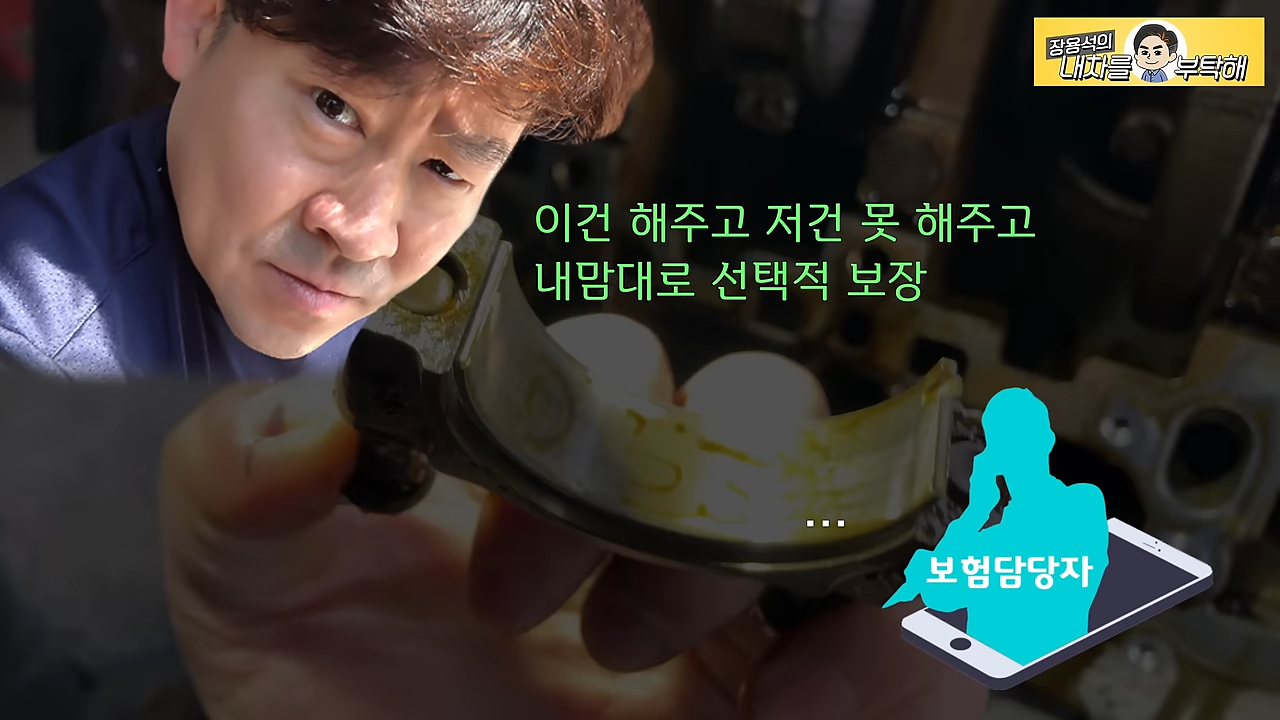 장용석의
내차를 부탁해
이건 해주고 저건 못 해주고
내맘대로 선택적 보장
...
보험담당자